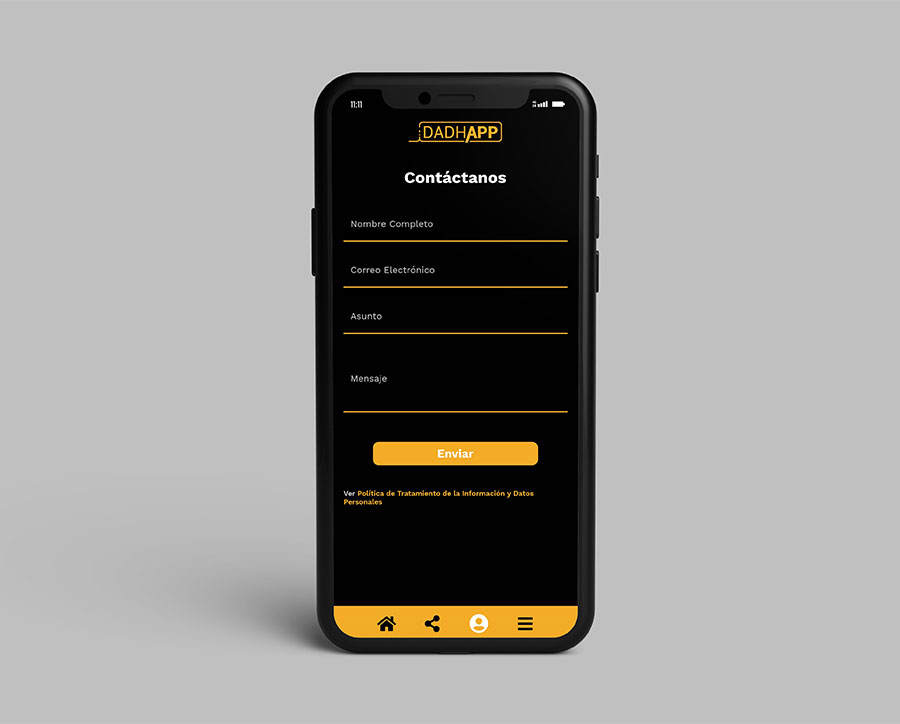 11:11
DADHAPP
Contáctanos
Nombre Completo
Correo Electrónico
Asunto
Mensaje
Enviar
Ver Política de Tratamiento de la Información y Datos
Personales